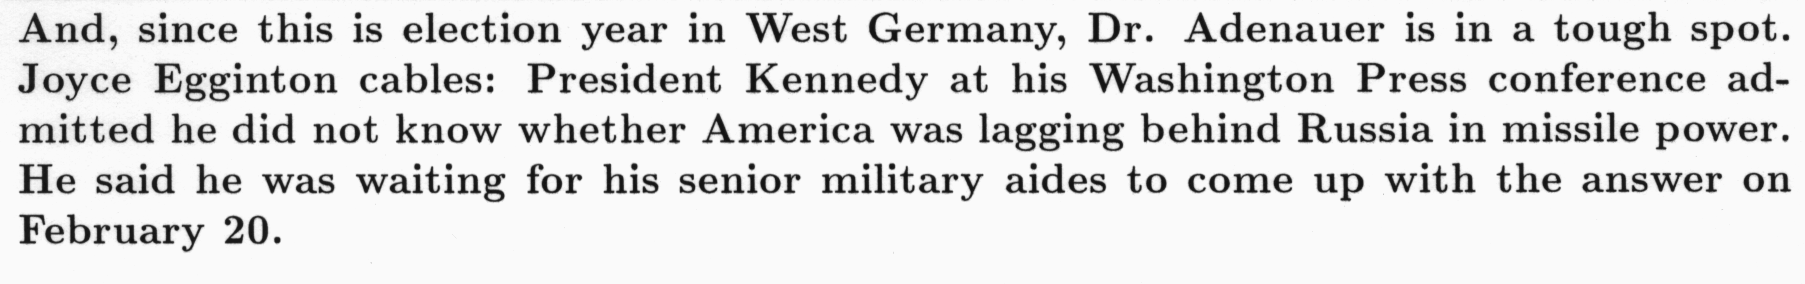 And, since this is election year in West Germany, Dr. Adenauer is in a tough spot.
Joyce Egginton cables: President Kennedy at his Washington Press conference ad-
mitted he did not know whether America was lagging behind Russia in missile power.
He said he was waiting for his senior military aides to come up with the answer on
February 20.